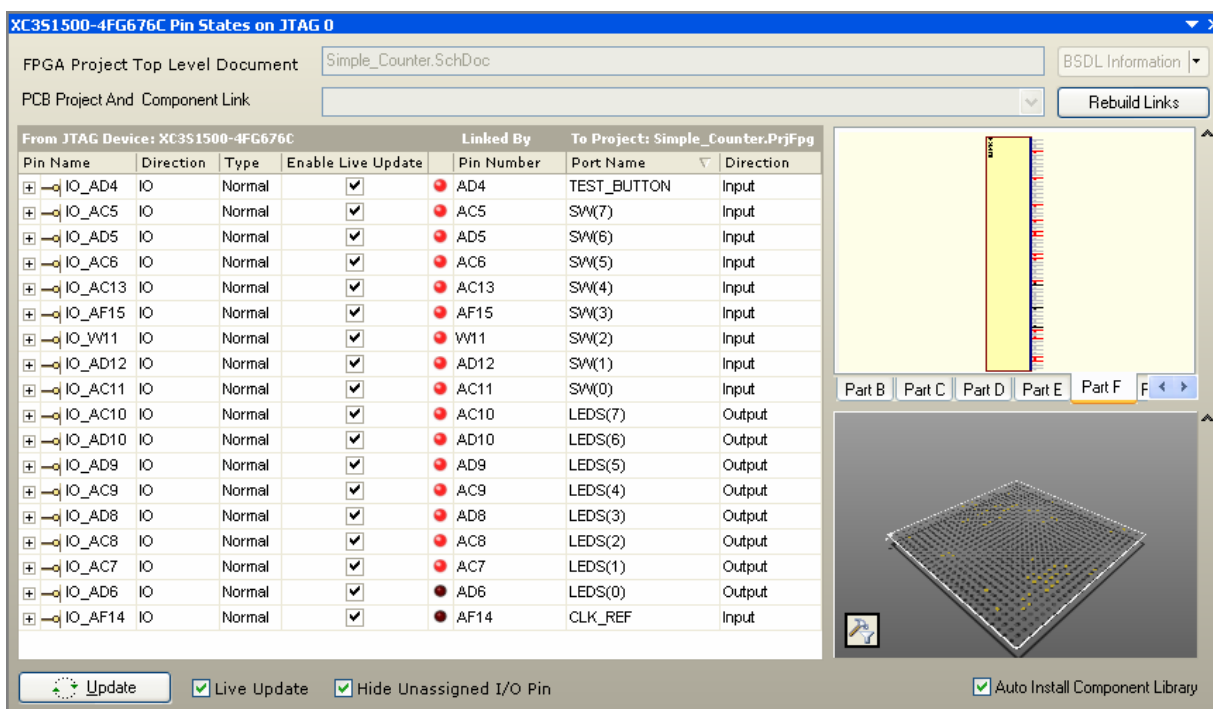 XC3S1500-4FG676C Pin States on JTAG 0
FPGA Project Top Level Document Simple_Counter.SchDoc BSDL Information
PCB Project And Component Link Rebuild Links
From JTAG Device: XC3S1500-4FG676C Linked By To Project: Simple_Counter.PrjFpg
Pin Name Direction Type Enable Live Update Pin Number Port Name Direction
IO_AD4 IO Normal AD4 TEST_BUTTON Input
IO_AC5 IO Normal AC5 SW(7) Input
IO_AD5 IO Normal AD5 SW(6) Input
IO_AC6 IO Normal AC6 SW(5) Input
IO_AC13 IO Normal AC13 SW(4) Input
IO_AF15 IO Normal AF15 SW(3) Input
IO_W11 IO Normal W11 SW(2) Input
IO_AD12 IO Normal AD12 SW(1) Input
IO_AC11 IO Normal AC11 SW(0) Input
IO_AC10 IO Normal AC10 LEDS(7) Output
IO_AD10 IO Normal AD10 LEDS(6) Output
IO_AD9 IO Normal AD9 LEDS(5) Output
IO_AC9 IO Normal AC9 LEDS(4) Output
IO_AD8 IO Normal AD8 LEDS(3) Output
IO_AC8 IO Normal AC8 LEDS(2) Output
IO_AC7 IO Normal AC7 LEDS(1) Output
IO_AD6 IO Normal AD6 LEDS(0) Output
IO_AF14 IO Normal AF14 CLK_REF Input
Part B Part C Part D Part E Part F
Update Live Update Hide Unassigned I/O Pin Auto Install Component Library